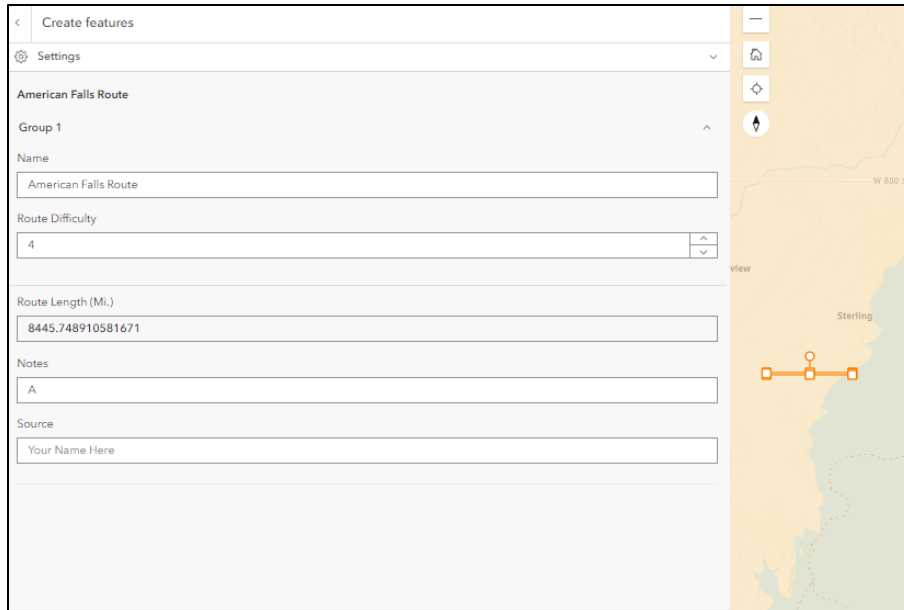 Create features
Settings
American Falls Route
Group 1
Name
American Falls Route
Route Difficulty
4
Route Length (Mi.)
8445.748910581671
Notes
A
Source
Your Name Here
W 800 S
view
Sterling